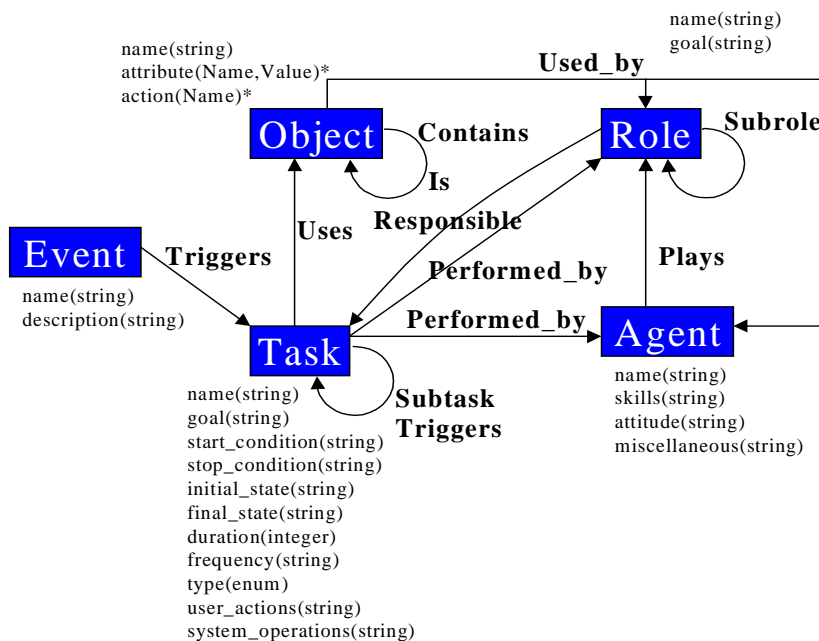 name(string)
goal(string)
name(string)
attribute(Name,Value)*
action(Name)*
Used_by
Object
Contains
Is
Role
Subrole
Uses
Responsible
Event
Triggers
name(string)
description(string)
Performed_by
Plays
Performed_by
Task
Agent
Subtask
Triggers
name(string)
goal(string)
start_condition(string)
stop_condition(string)
initial_state(string)
final_state(string)
duration(integer)
frequency(string)
type(enum)
user_actions(string)
system_operations(string)
name(string)
skills(string)
attitude(string)
miscellaneous(string)